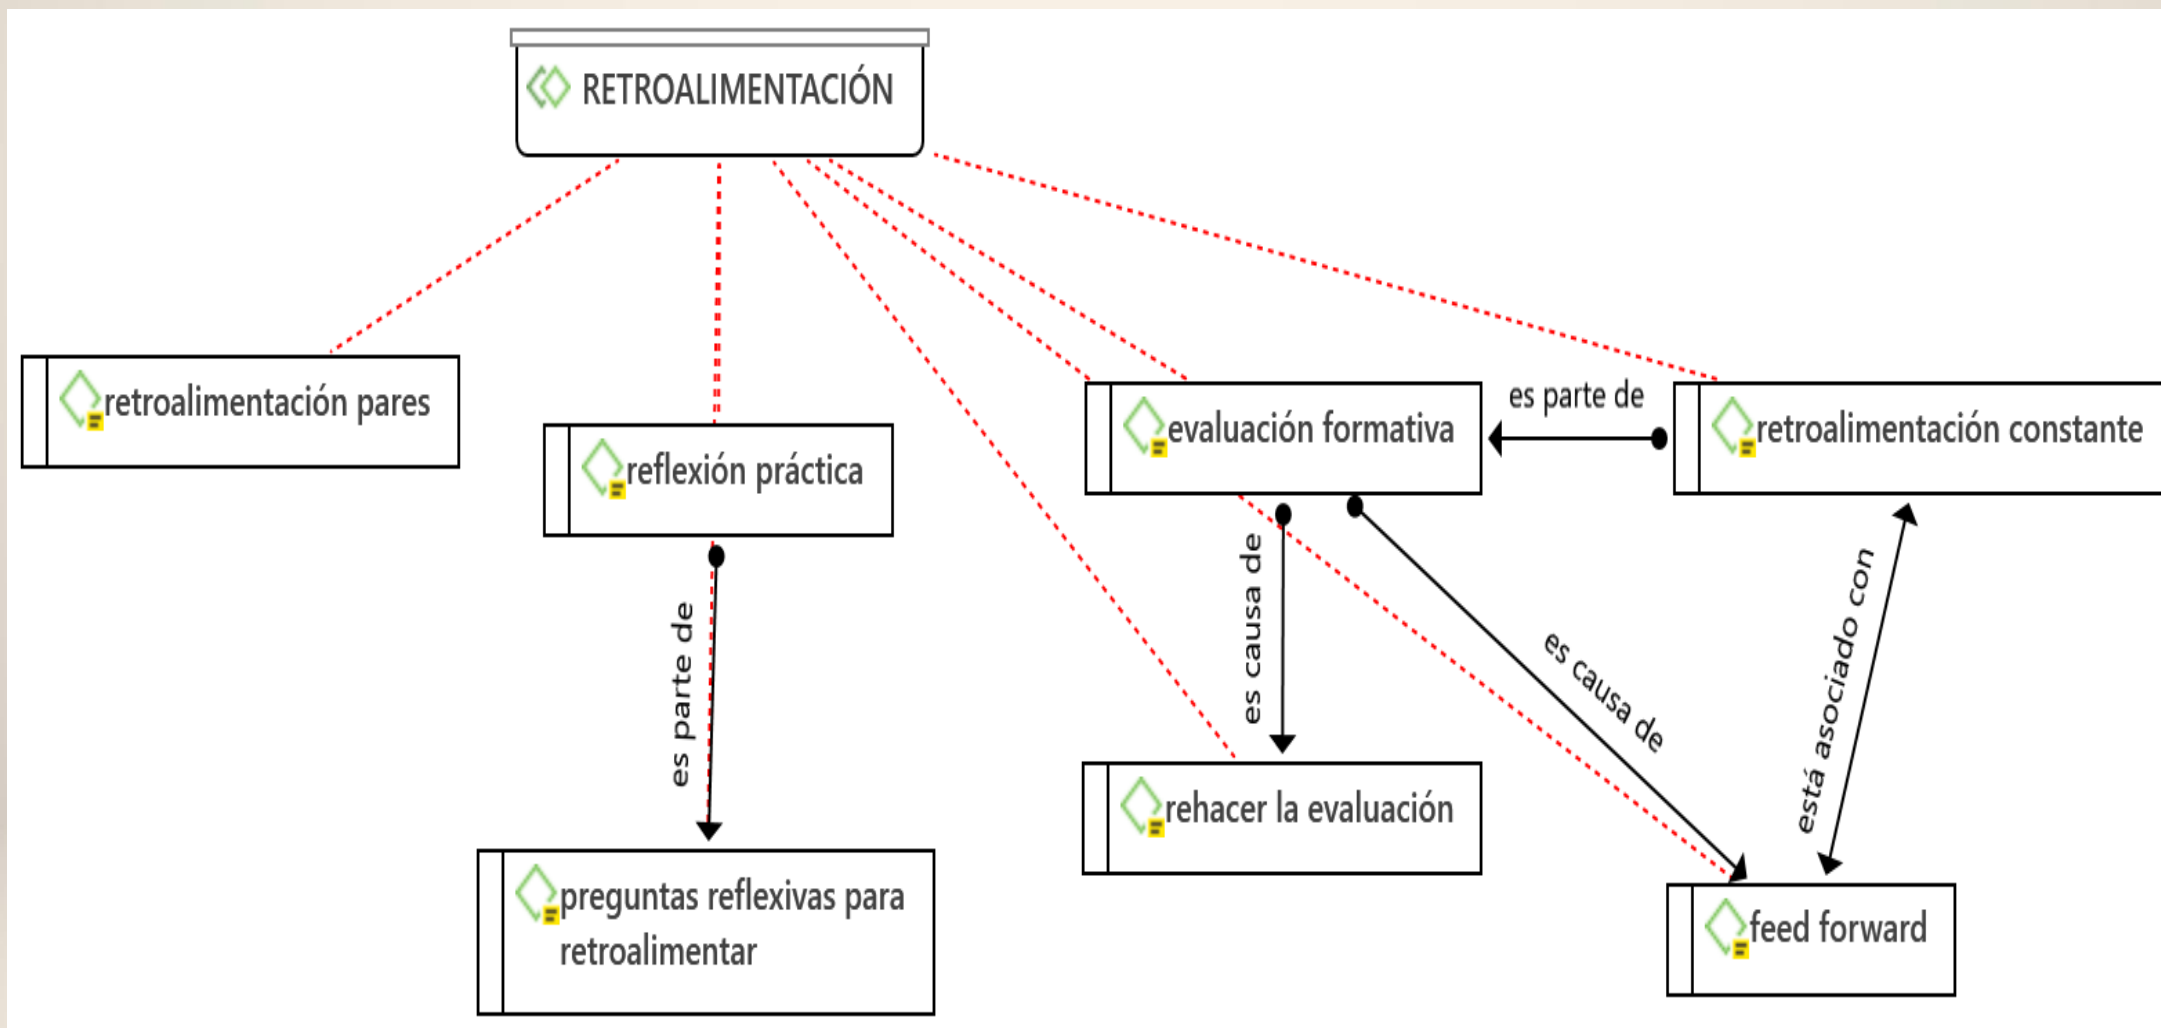 RETROALIMENTACIÓN
retroalimentación pares
reflexión práctica
evaluación formativa
es parte de
retroalimentación constante
es parte de
es causa de
es causa de
está asociado con
rehacer la evaluación
preguntas reflexivas para
retroalimentar
feed forward